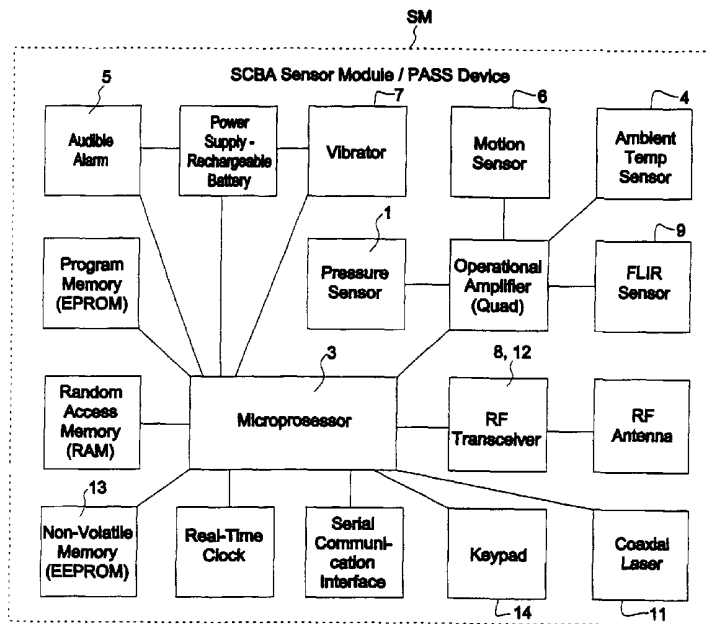 SM
SCBA Sensor Module / PASS Device
5
7
6
4
Audible
Alarm
Power
Supply -
Rechargeable
Battery
Vibrator
Motion
Sensor
Ambient
Temp
Sensor
1
9
Program
Memory
(EPROM)
Pressure
Sensor
Operational
Amplifier
(Quad)
FLIR
Sensor
3
8, 12
Random
Access
Memory
(RAM)
Microprosessor
RF
Transceiver
RF
Antenna
13
Non-Volatile
Memory
(EEPROM)
Real-Time
Clock
Serial
Communi-
cation
Interface
Keypad
Coaxial
Laser
14
11